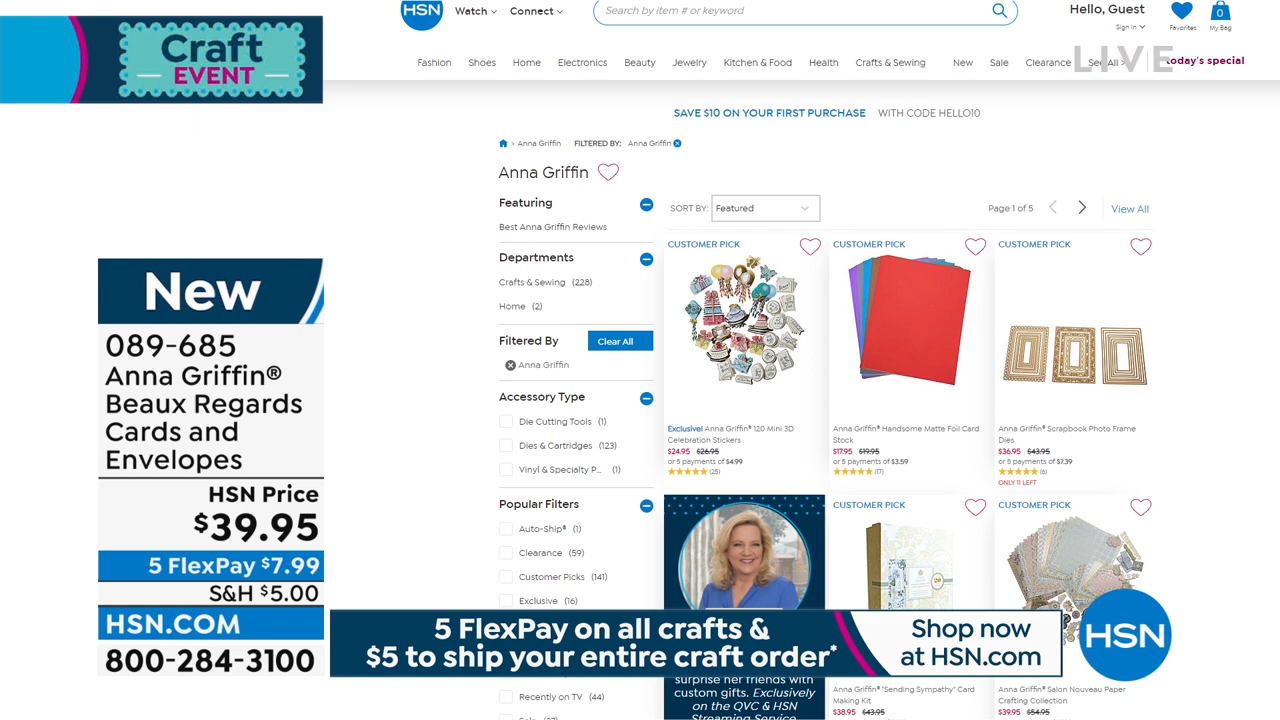 Craft
EVENT
HSN
Watch
Connect
Search by item # or keyword
Hello, Guest
Sign In
Favorites
0
My Bag
Fashion
Shoes
Home
Electronics
Beauty
Jewelry
Kitchen & Food
Health
Crafts & Sewing
New
Sale
Clearance
See All >
LIVE
today's special
SAVE $10 ON YOUR FIRST PURCHASE WITH CODE HELLO10
> Anna Griffin FILTERED BY: Anna Griffin
Anna Griffin
Featuring
Best Anna Griffin Reviews
Departments
Crafts & Sewing (228)
Home (2)
Filtered By
Clear All
Anna Griffin
Accessory Type
Die Cutting Tools (1)
Dies & Cartridges (123)
Vinyl & Specialty P... (1)
Popular Filters
Auto-Ship® (1)
Clearance (59)
Customer Picks (141)
Exclusive (16)
Recently on TV (44)
SORT BY: Featured
Page 1 of 5
View All
CUSTOMER PICK
Exclusive! Anna Griffin® 120 Mini 3D
Celebration Stickers
$24.95 $26.95
or 5 payments of $4.99
(25)
CUSTOMER PICK
Anna Griffin® Handsome Matte Foil Card
Stock
$17.95 $19.95
or 5 payments of $3.59
(17)
CUSTOMER PICK
Anna Griffin® Scrapbook Photo Frame
Dies
$36.95 $43.95
or 5 payments of $7.39
(6)
ONLY 11 LEFT
surprise her friends with
custom gifts. Exclusively
on the QVC & HSN
Streaming Service
CUSTOMER PICK
Anna Griffin® "Sending Sympathy" Card
Making Kit
$38.95 $43.95
CUSTOMER PICK
Anna Griffin® Salon Nouveau Paper
Crafting Collection
$39.95 $54.95
New
089-685
Anna Griffin®
Beaux Regards
Cards and
Envelopes
HSN Price
$39.95
5 FlexPay $7.99
S&H $5.00
HSN.COM
800-284-3100
5 FlexPay on all crafts &
$5 to ship your entire craft order*
Shop now
at HSN.com
HSN